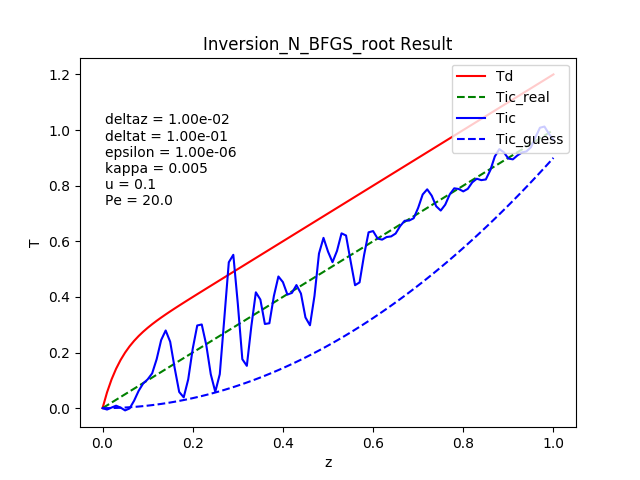 Inversion_N_BFGS_root Result
Td
Tic_real
Tic
Tic_guess
deltaz = 1.00e-02
deltat = 1.00e-01
epsilon = 1.00e-06
kappa = 0.005
u = 0.1
Pe = 20.0
T
1.2
1.0
0.8
0.6
0.4
0.2
0.0
0.0 0.2 0.4 0.6 0.8 1.0
z